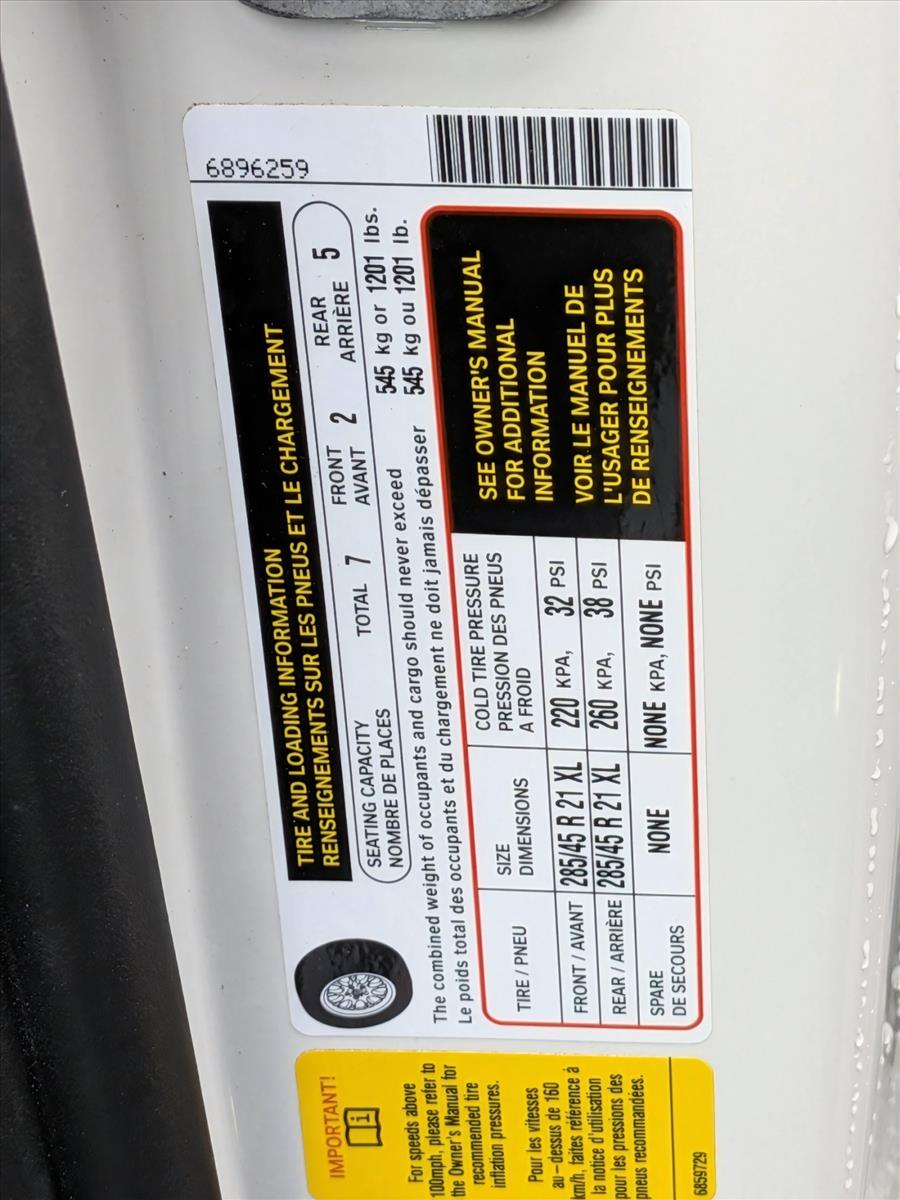 6896259
TIRE AND LOADING INFORMATION
RENSEIGNEMENTS SUR LES PNEUS ET LE CHARGEMENT
SEATING CAPACITY
NOMBRE DE PLACES
TOTAL 7
FRONT
AVANT 2
REAR
ARRIÈRE 5
The combined weight of occupants and cargo should never exceed 545 kg or 1201 lbs.
Le poids total des occupants et du chargement ne doit jamais dépasser 545 kg ou 1201 lb.
TIRE / PNEU
SIZE
DIMENSIONS
COLD TIRE PRESSURE
PRESSION DES PNEUS
A FROID
FRONT / AVANT 285/45 R 21 XL 220 KPA, 32 PSI
REAR / ARRIÈRE 285/45 R 21 XL 260 KPA, 38 PSI
SPARE
DE SECOURS
NONE NONE KPA, NONE PSI
SEE OWNER'S MANUAL
FOR ADDITIONAL
INFORMATION
VOIR LE MANUEL DE
L'USAGER POUR PLUS
DE RENSEIGNEMENTS
IMPORTANT!
For speeds above
100mph, please refer to
the Owner's Manual for
recommended tire
inflation pressures.
Pour les vitesses
au – dessus de 160
km/h, faites référence à
la notice d'utilisation
pour les pressions des
pneus recommandées.
6859729